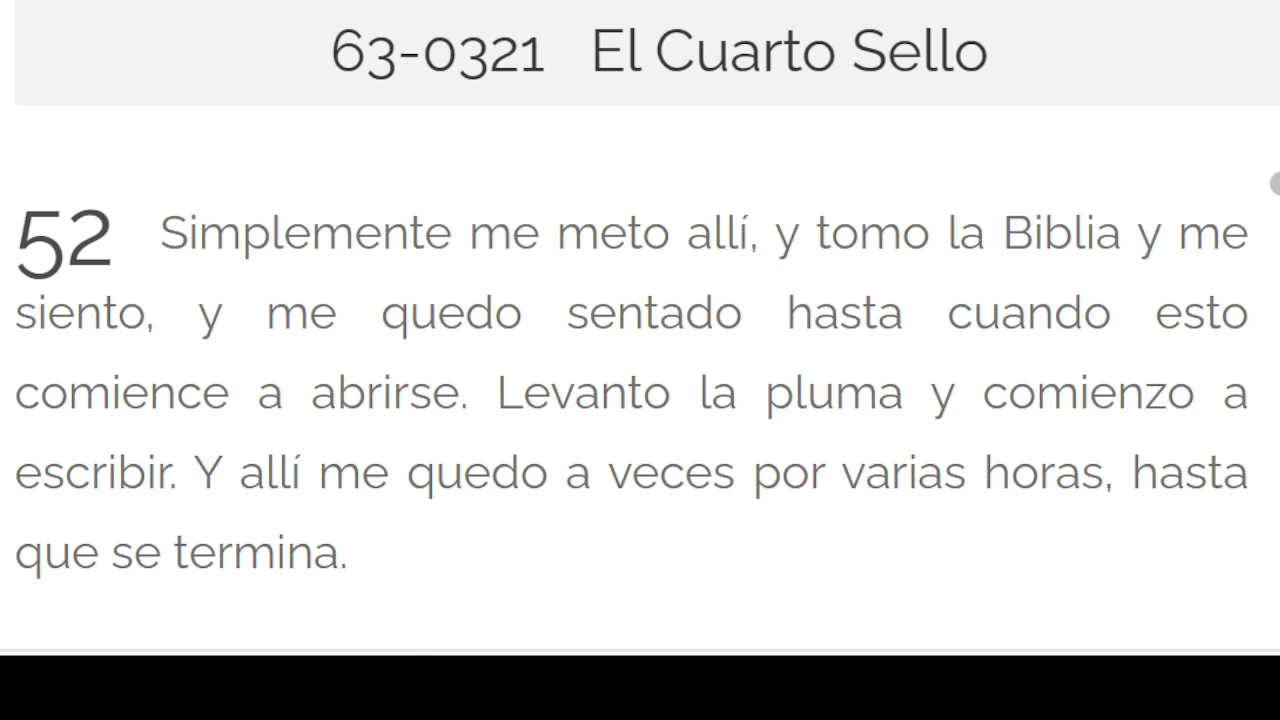 63-0321 El Cuarto Sello
52 Simplemente me meto allí, y tomo la Biblia y me
siento, y me quedo sentado hasta cuando esto
comience a abrirse. Levanto la pluma y comienzo a
escribir. Y allí me quedo a veces por varias horas, hasta
que se termina.